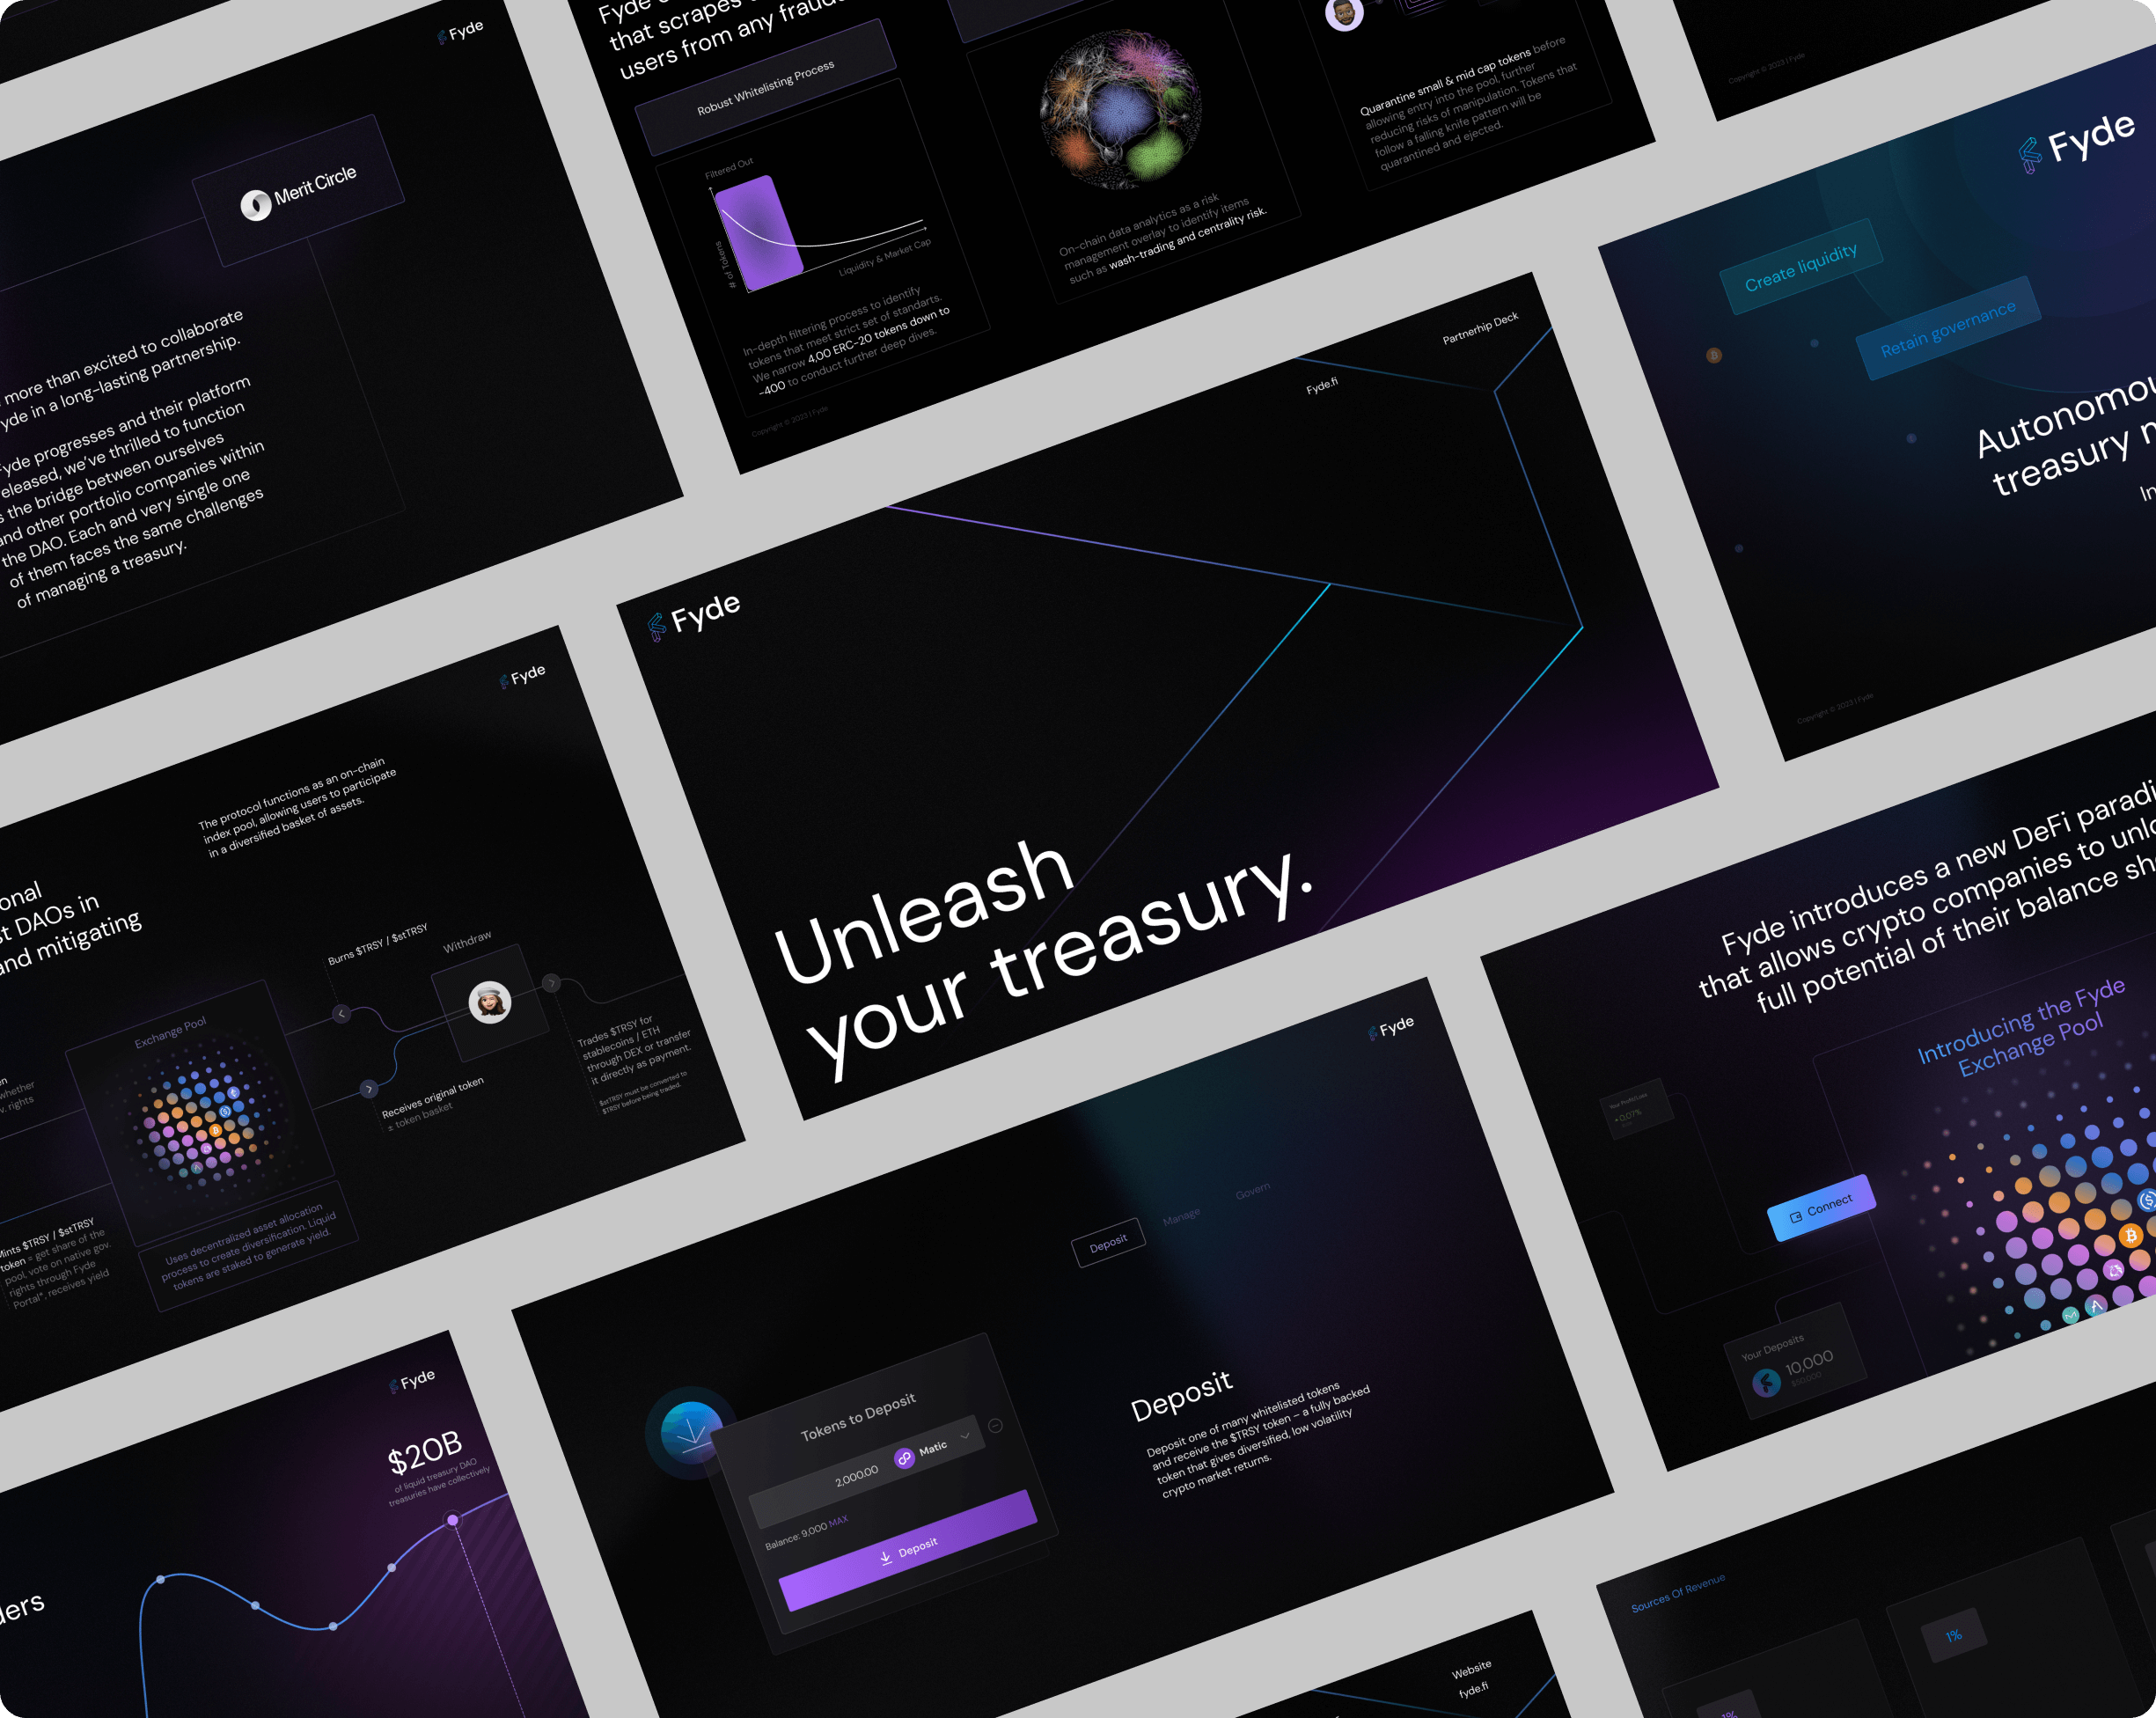 Fyde
Merit Circle
more than excited to collaborate
yde in a long-lasting partnership.
Fyde progresses and their platform
eleased, we've thrilled to function
s the bridge between ourselves
and other portfolio companies within
the DAO. Each and very single one
of them faces the same challenges
of managing a treasury.
Fyde
that scrapes
users from any fraud
Robust Whitelisting Process
Filtered Out
# of Tokens
Liquidity & Market Cap
In-depth filtering process to identify
tokens that meet strict set of standarts.
We narrow 4,00 ERC-20 tokens down to
-400 to conduct further deep dives.
Copyright © 2023 | Fyde
On-chain data analytics as a risk
management overlay to identify items
such as wash-trading and centrality risk.
Quarantine small & mid cap tokens before
allowing entry into the pool, further
reducing risks of manipulation. Tokens that
follow a falling knife pattern will be
quarantined and ejected.
Copyright © 2023 | Fyde
Fyde
Create liquidity
Retain governance
Autonomou
treasury m
In
Copyright © 2023 | Fyde
Fyde
Fyde.fi
Partnerhip Deck
Unleash
your treasury.
Fyde
The protocol functions as an on-chain
index pool, allowing users to participate
in a diversified basket of assets.
onal
st DAOs in
and mitigating
Burns $TRSY / $stTRSY
Withdraw
Exchange Pool
Receives original token
± token basket
Trades $TRSY for
stablecoins / ETH
through DEX or transfer
it directly as payment.
$stTRSY must be converted to
$TRSY before being traded.
en
whether
v. rights
Mints $TRSY / $stTRSY
token = get share of the
pool, vote on native gov.
rights through Fyde
Portal*, receives yield
Uses decentralized asset allocation
process to create diversification. Liquid
tokens are staked to generate yield.
Fyde
$20B
of liquid treasury DAO
treasuries have collectively
ders
Fyde
Deposit
Manage
Govern
Tokens to Deposit
2,000.00
Matic
Balance: 9,000 MAX
Deposit
Deposit
Deposit one of many whitelisted tokens
and receive the $TRSY token – a fully backed
token that gives diversified, low volatility
crypto market returns.
Fyde introduces a new DeFi paradi
that allows crypto companies to unlo
full potential of their balance sh
Introducing the Fyde
Exchange Pool
+0,07%
Connect
Your Deposits
10,000
$50,000
Website
fyde.fi
Sources Of Revenue
1%
1%